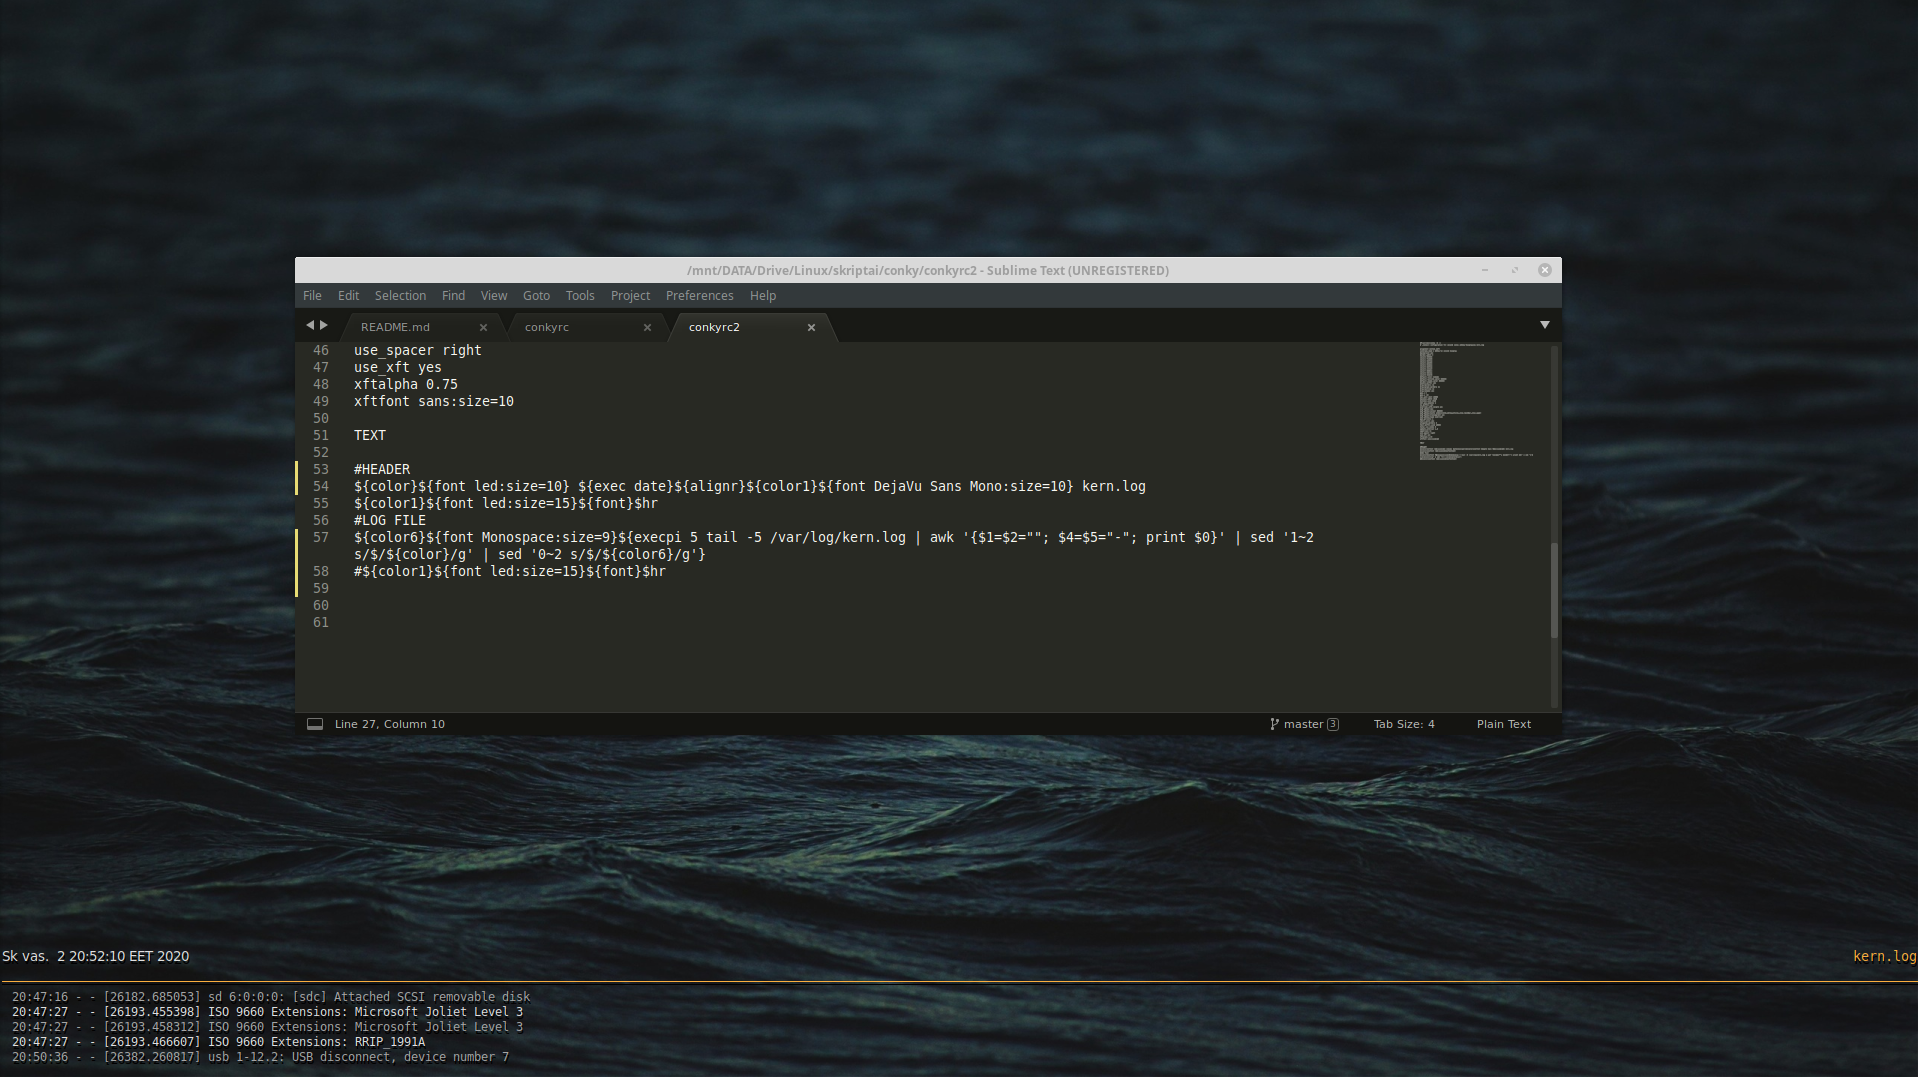 /mnt/DATA/Drive/Linux/skriptai/conky/conkyrc2 - Sublime Text (UNREGISTERED)
File Edit Selection Find View Goto Tools Project Preferences Help
README.md conkyrc conkyrc2
46 use_spacer right
47 use_xft yes
48 xftalpha 0.75
49 xftfont sans:size=10
50
51 TEXT
52
53 #HEADER
54 ${color}${font led:size=10} ${exec date}${alignr}${color1}${font DejaVu Sans Mono:size=10} kern.log
55 ${color1}${font led:size=15}${font}$hr
56 #LOG FILE
57 ${color6}${font Monospace:size=9}${execpi 5 tail -5 /var/log/kern.log | awk '{$1=$2=""; $4=$5="-"; print $0}' | sed '1~2
s/$/${color}/g' | sed '0~2 s/$/${color6}/g'}
58 #${color1}${font led:size=15}${font}$hr
59
60
61
Line 27, Column 10 master 3 Tab Size: 4 Plain Text
Sk vas.  2 20:52:10 EET 2020 kern.log
20:47:16 - - [26182.685053] sd 6:0:0:0: [sdc] Attached SCSI removable disk
20:47:27 - - [26193.455398] ISO 9660 Extensions: Microsoft Joliet Level 3
20:47:27 - - [26193.458312] ISO 9660 Extensions: Microsoft Joliet Level 3
20:47:27 - - [26193.466607] ISO 9660 Extensions: RRIP_1991A
20:50:36 - - [26382.260817] usb 1-12.2: USB disconnect, device number 7